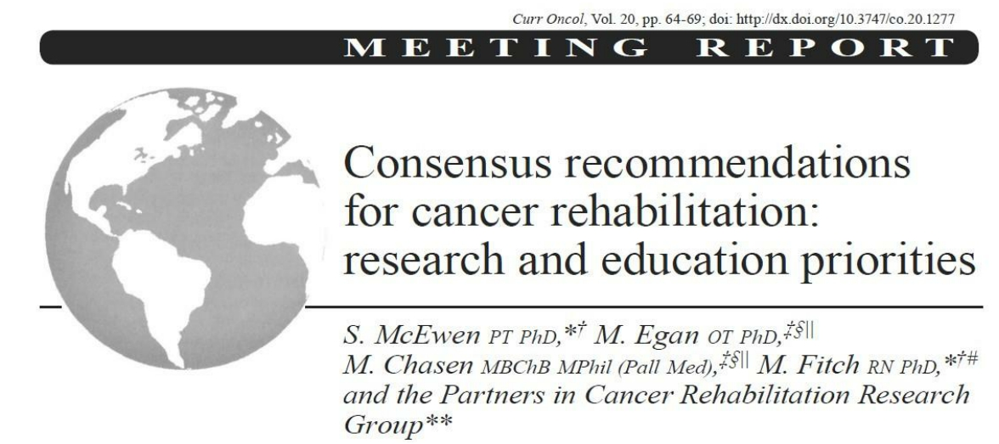 Curr Oncol, Vol. 20, pp. 64-69; doi: http://dx.doi.org/10.3747/co.20.1277
MEETING REPORT
Consensus recommendations
for cancer rehabilitation:
research and education priorities
S. McEwen PT PhD,*† M. Egan OT PhD,‡§||
M. Chasen MBChB MPhil (Pall Med),‡§|| M. Fitch RN PhD,*†#
and the Partners in Cancer Rehabilitation Research
Group**